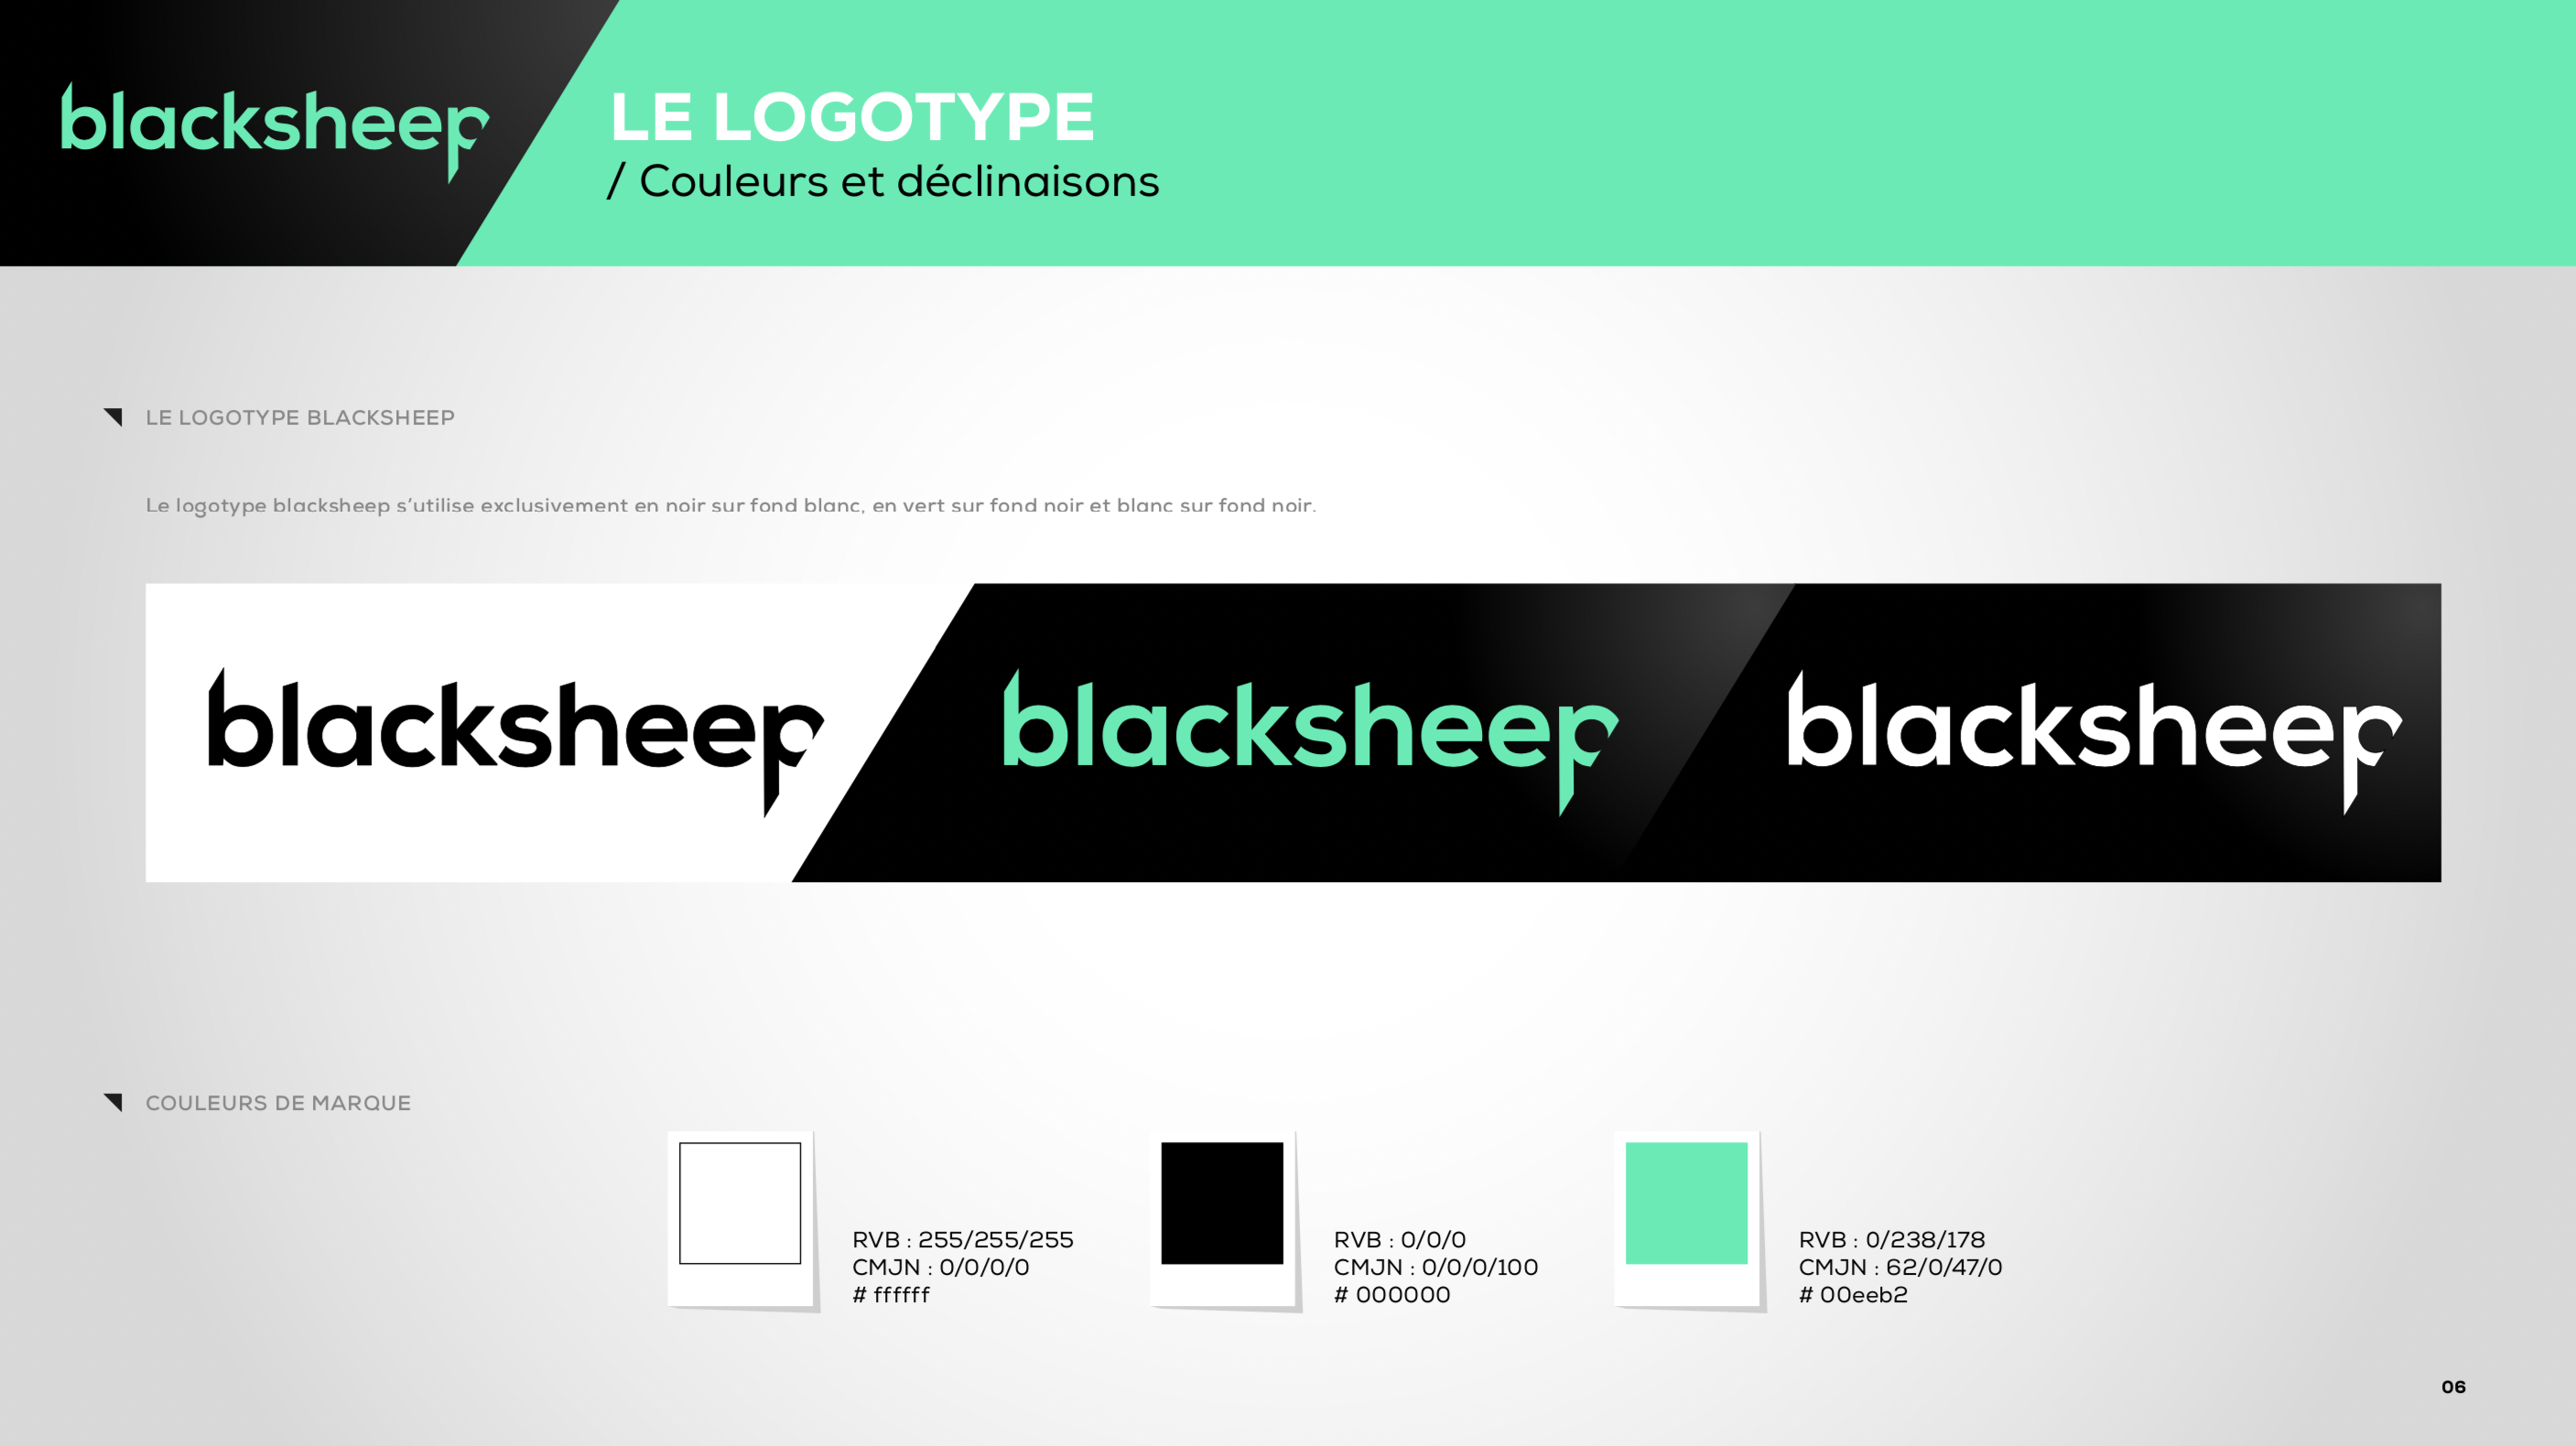 blacksheep
LE LOGOTYPE
/ Couleurs et déclinaisons
LE LOGOTYPE BLACKSHEEP
Le logotype blacksheep s’utilise exclusivement en noir sur fond blanc, en vert sur fond noir et blanc sur fond noir.
blacksheep
blacksheep
blacksheep
COULEURS DE MARQUE
RVB : 255/255/255
CMJN : 0/0/0/0
# ffffff
RVB : 0/0/0
CMJN : 0/0/0/100
# 000000
RVB : 0/238/178
CMJN : 62/0/47/0
# 00eeb2
06